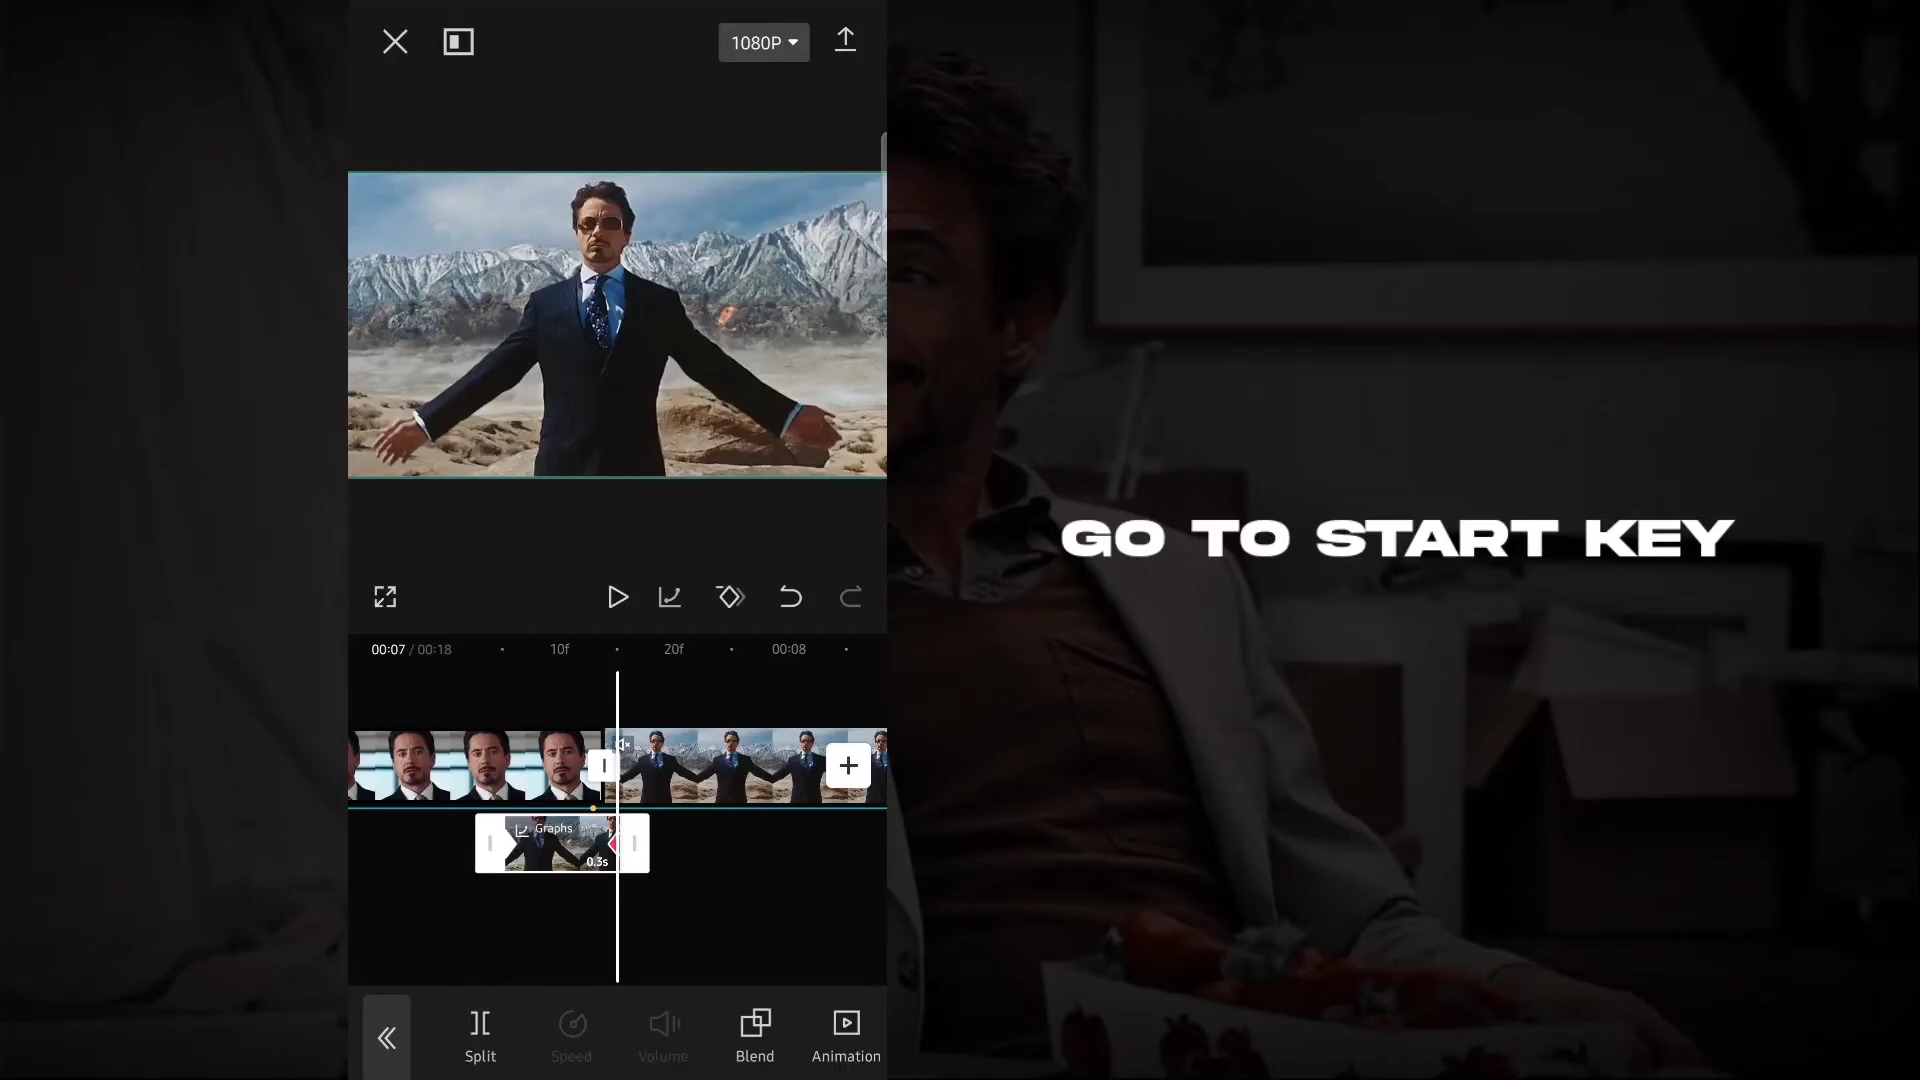 1080P
GO TO START KEY
00:07 / 00:18 10f 20f 00:08
Graphs
0.3s
Split Speed Volume Blend Animation